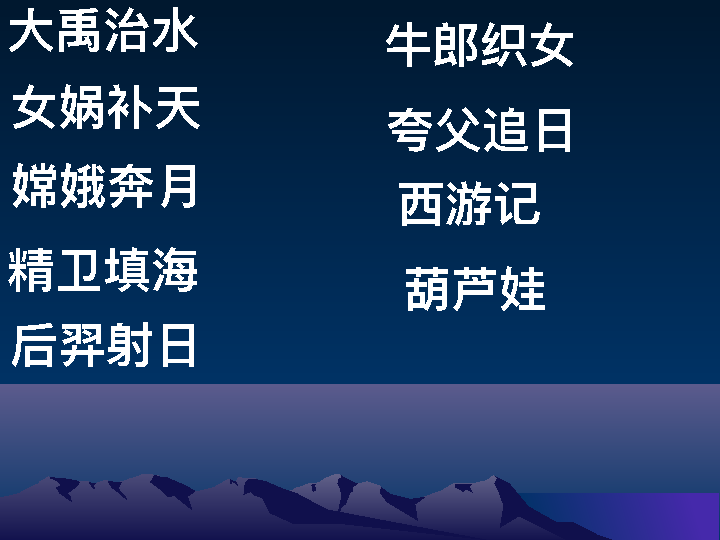 大禹治水
女娲补天
嫦娥奔月
精卫填海
后羿射日
牛郎织女
夸父追日
西游记
葫芦娃